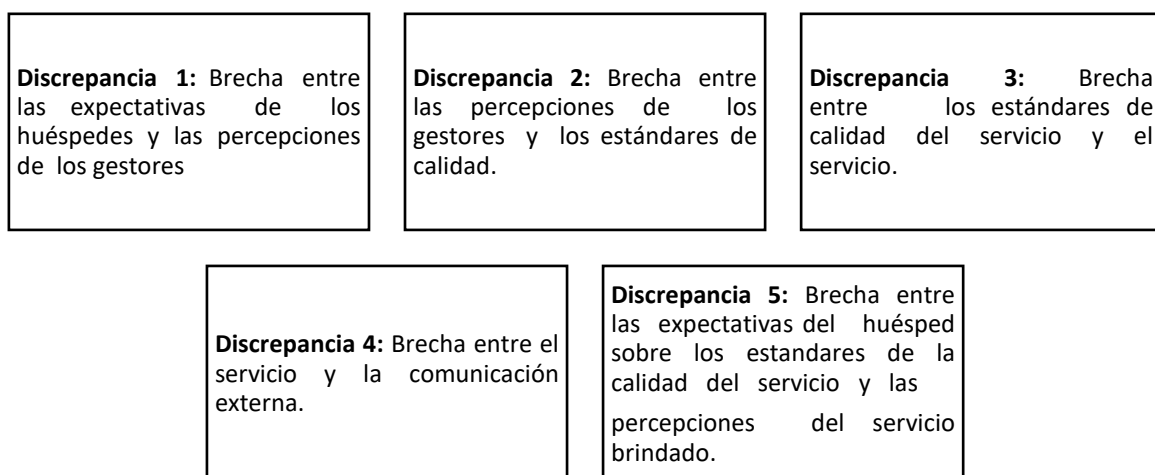 Discrepancia 1: Brecha entre
las expectativas de los
huéspedes y las percepciones
de los gestores
Discrepancia 2: Brecha entre
las percepciones de los
gestores y los estándares de
calidad.
Discrepancia 3: Brecha
entre los estándares de
calidad del servicio y el
servicio.
Discrepancia 4: Brecha entre el
servicio y la comunicación
externa.
Discrepancia 5: Brecha entre
las expectativas del huésped
sobre los estandares de la
calidad del servicio y las
percepciones del servicio
brindado.